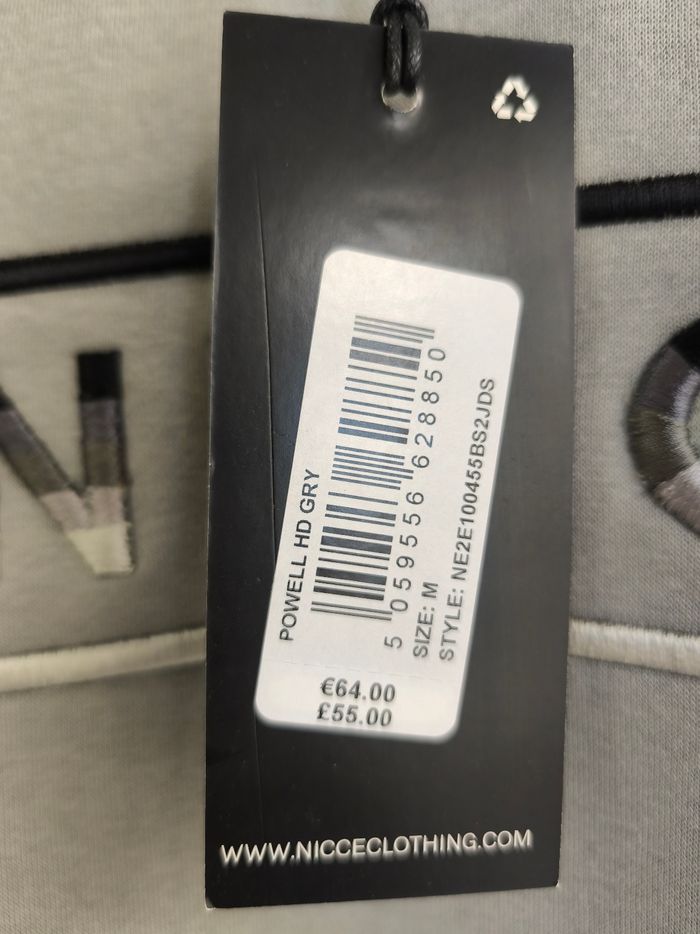 POWELL HD GRY
5 059556 628850
SIZE: M
STYLE: NE2E100455BS2JDS
€64.00
£55.00
WWW.NICCECLOTHING.COM
N